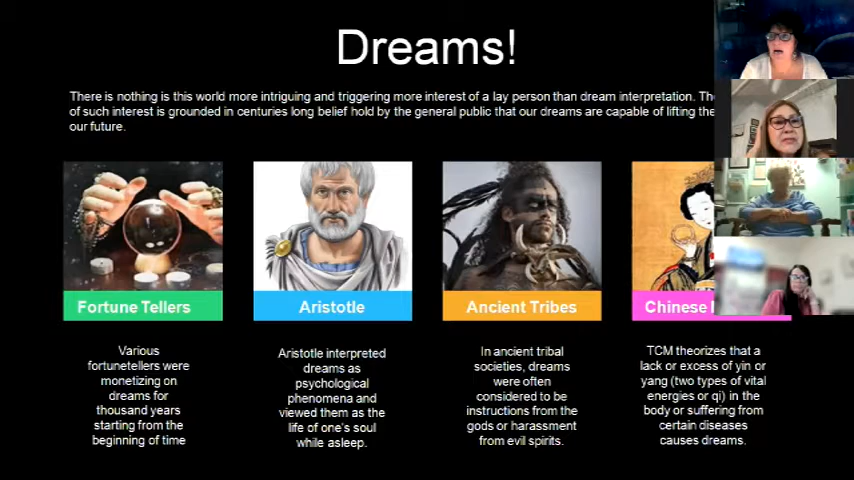 Dreams!
There is nothing is this world more intriguing and triggering more interest of a lay person than dream interpretation.
of such interest is grounded in centuries long belief hold by the general public that our dreams are capable of lifting the
our future.
Fortune Tellers
Aristotle
Ancient Tribes
Chinese
Various
fortunetellers were
monetizing on
dreams for
thousand years
starting from the
beginning of time
Aristotle interpreted
dreams as
psychological
phenomena and
viewed them as the
life of one's soul
while asleep.
In ancient tribal
societies, dreams
were often
considered to be
instructions from the
gods or harassment
from evil spirits.
TCM theorizes that a
lack or excess of yin or
yang (two types of vital
energies or qi) in the
body or suffering from
certain diseases
causes dreams.